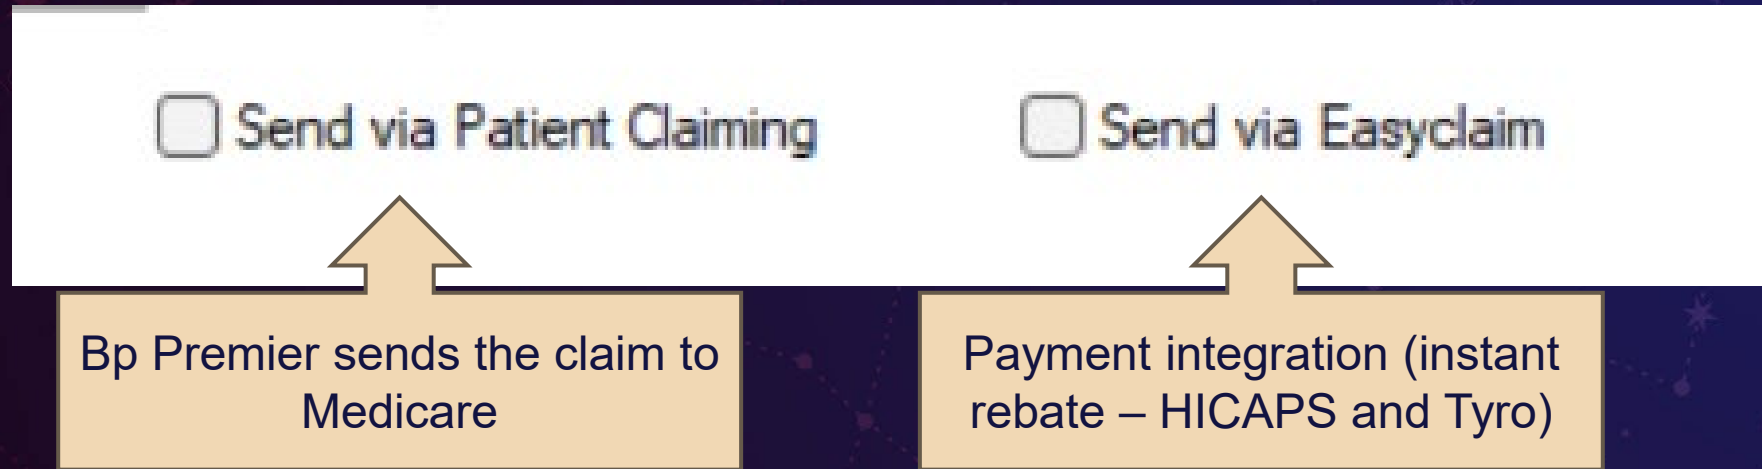 Send via Patient Claiming
Send via Easyclaim
Bp Premier sends the claim to
Medicare
Payment integration (instant
rebate – HICAPS and Tyro)